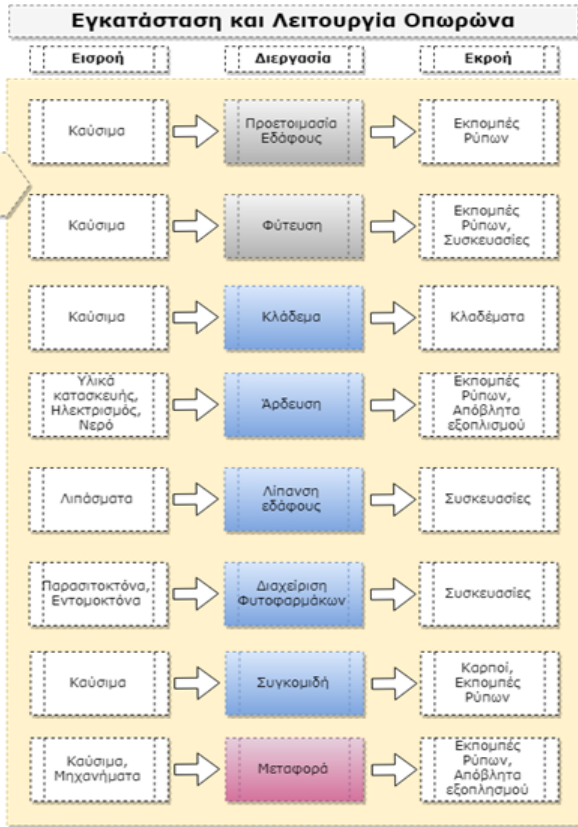 Εγκατάσταση και Λειτουργία Οπωρώνα
Εισροή
Διεργασία
Εκροή
Καύσιμα
Προετοιμασία
Εδάφους
Εκπομπές
Ρύπων
Καύσιμα
Φύτευση
Εκπομπές
Ρύπων,
Συσκευασίες
Καύσιμα
Κλάδεμα
Κλαδέματα
Υλικά
κατασκευής,
Ηλεκτρισμός,
Νερό
Άρδευση
Εκπομπές
Ρύπων,
Απόβλητα
εξοπλισμού
Λιπάσματα
Λίπανση
εδάφους
Συσκευασίες
Παρασιτοκτόνα,
Εντομοκτόνα
Διαχείριση
Φυτοφαρμάκων
Συσκευασίες
Καύσιμα
Συγκομιδή
Καρποί,
Εκπομπές
Ρύπων
Καύσιμα,
Μηχανήματα
Μεταφορά
Εκπομπές
Ρύπων,
Απόβλητα
εξοπλησμού